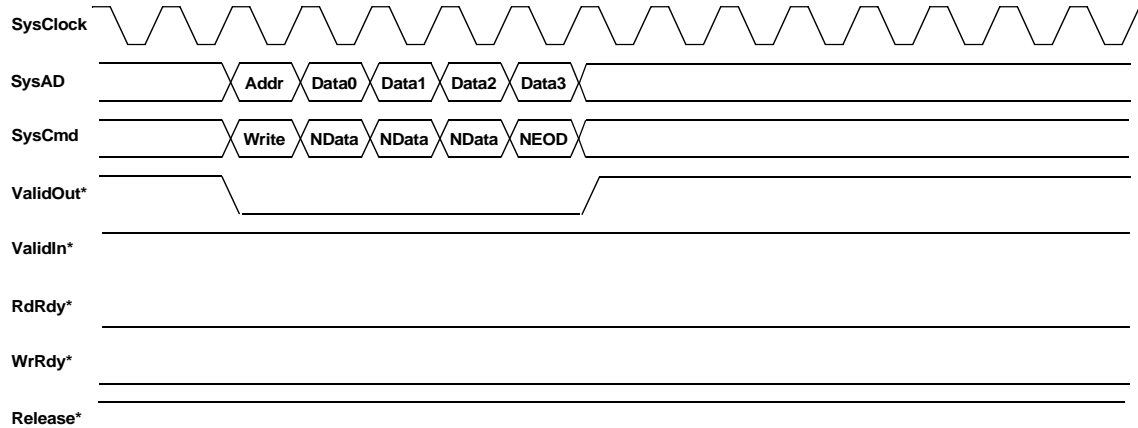 SysClock
SysAD Addr Data0 Data1 Data2 Data3
SysCmd Write NData NData NData NEOD
ValidOut*
ValidIn*
RdRdy*
WrRdy*
Release*